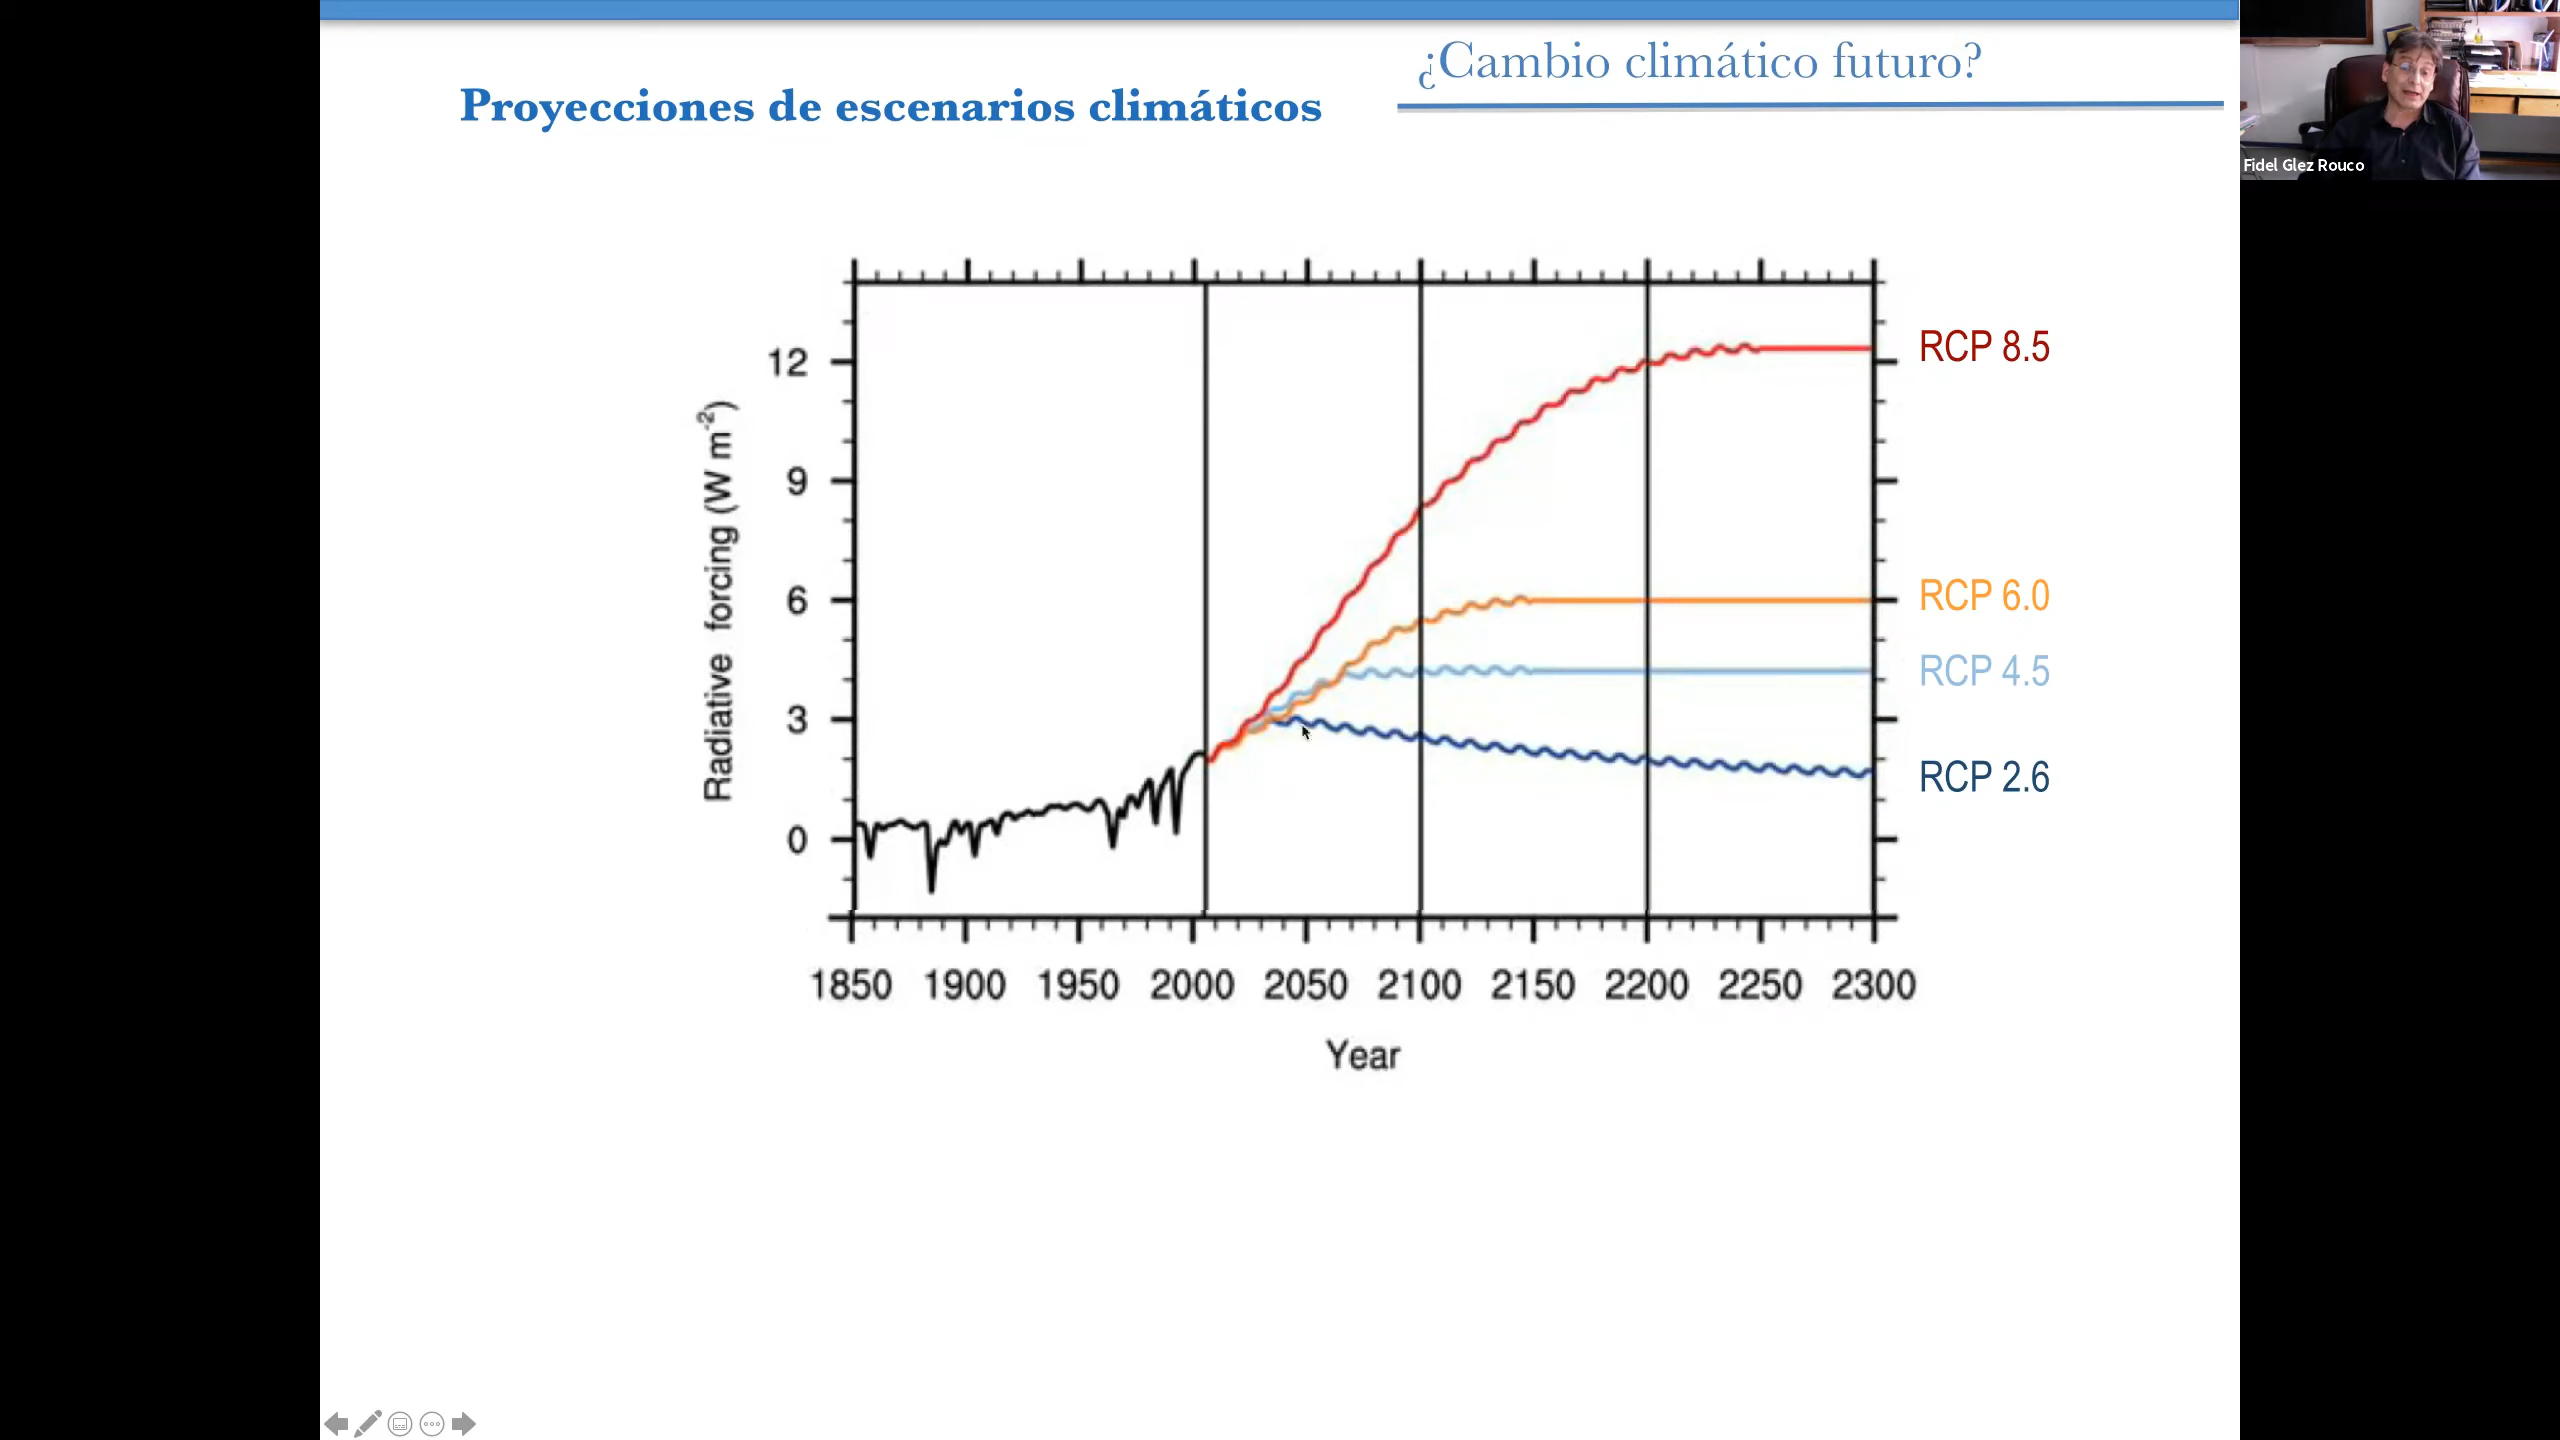 ¿Cambio climático futuro?
Proyecciones de escenarios climáticos
Fidel Glez Rouco
Radiative forcing (W m-2)
12
9
6
3
0
RCP 8.5
RCP 6.0
RCP 4.5
RCP 2.6
1850 1900 1950 2000 2050 2100 2150 2200 2250 2300
Year